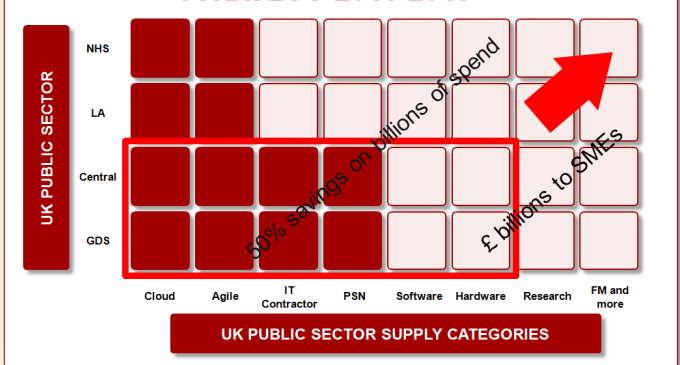 NHS
LA
Central
GDS
UK PUBLIC SECTOR
50% savings on billions of spend
£ billions to SMEs
Cloud
Agile
IT
Contractor
PSN
Software
Hardware
Research
FM and
more
UK PUBLIC SECTOR SUPPLY CATEGORIES